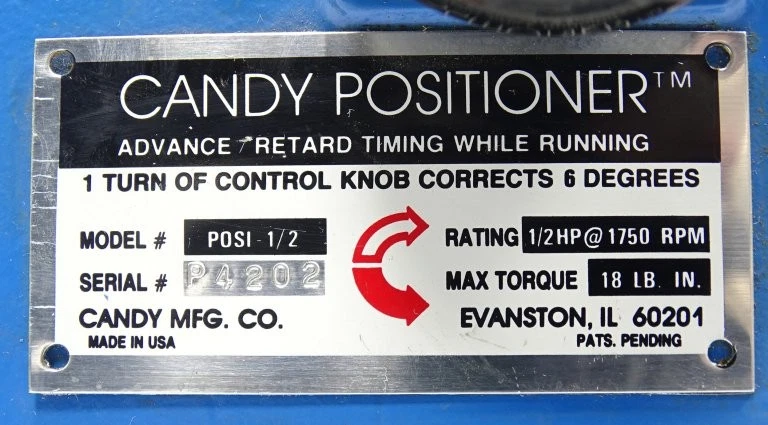 CANDY POSITIONER™
ADVANCE / RETARD TIMING WHILE RUNNING
1 TURN OF CONTROL KNOB CORRECTS 6 DEGREES
MODEL # POSI - 1/2
RATING 1/2 HP @ 1750 RPM
SERIAL # P4202
MAX TORQUE 18 LB. IN.
CANDY MFG. CO.
EVANSTON, IL 60201
MADE IN USA
PATS. PENDING